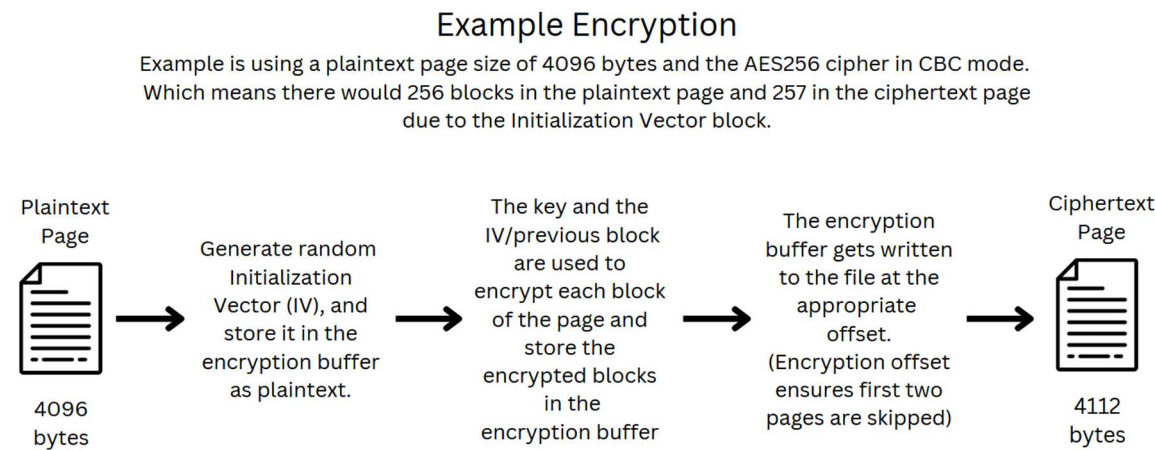 Example Encryption
Example is using a plaintext page size of 4096 bytes and the AES256 cipher in CBC mode.
Which means there would 256 blocks in the plaintext page and 257 in the ciphertext page
due to the Initialization Vector block.
Plaintext
Page
4096
bytes
Generate random
Initialization
Vector (IV), and
store it in the
encryption buffer
as plaintext.
The key and the
IV/previous block
are used to
encrypt each block
of the page and
store the
encrypted blocks
in the
encryption buffer
The encryption
buffer gets written
to the file at the
appropriate
offset.
(Encryption offset
ensures first two
pages are skipped)
Ciphertext
Page
4112
bytes